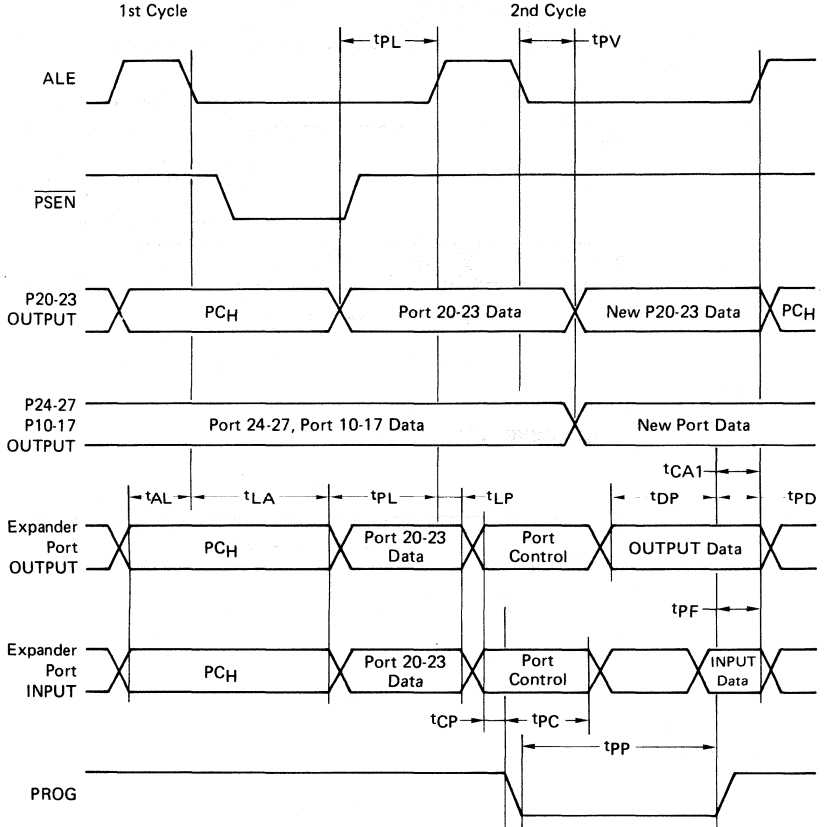 1st Cycle 2nd Cycle
tPL tPV
ALE
PSEN
P20-23
OUTPUT
PCH Port 20-23 Data New P20-23 Data PCH
P24-27
P10-17
OUTPUT
Port 24-27, Port 10-17 Data New Port Data
tCA1
tAL tLA tPL tLP tDP tPD
Expander
Port
OUTPUT
PCH
Port 20-23
Data
Port
Control
OUTPUT Data
tPF
Expander
Port
INPUT
PCH
Port 20-23
Data
Port
Control
INPUT
Data
tCP tPC
tPP
PROG